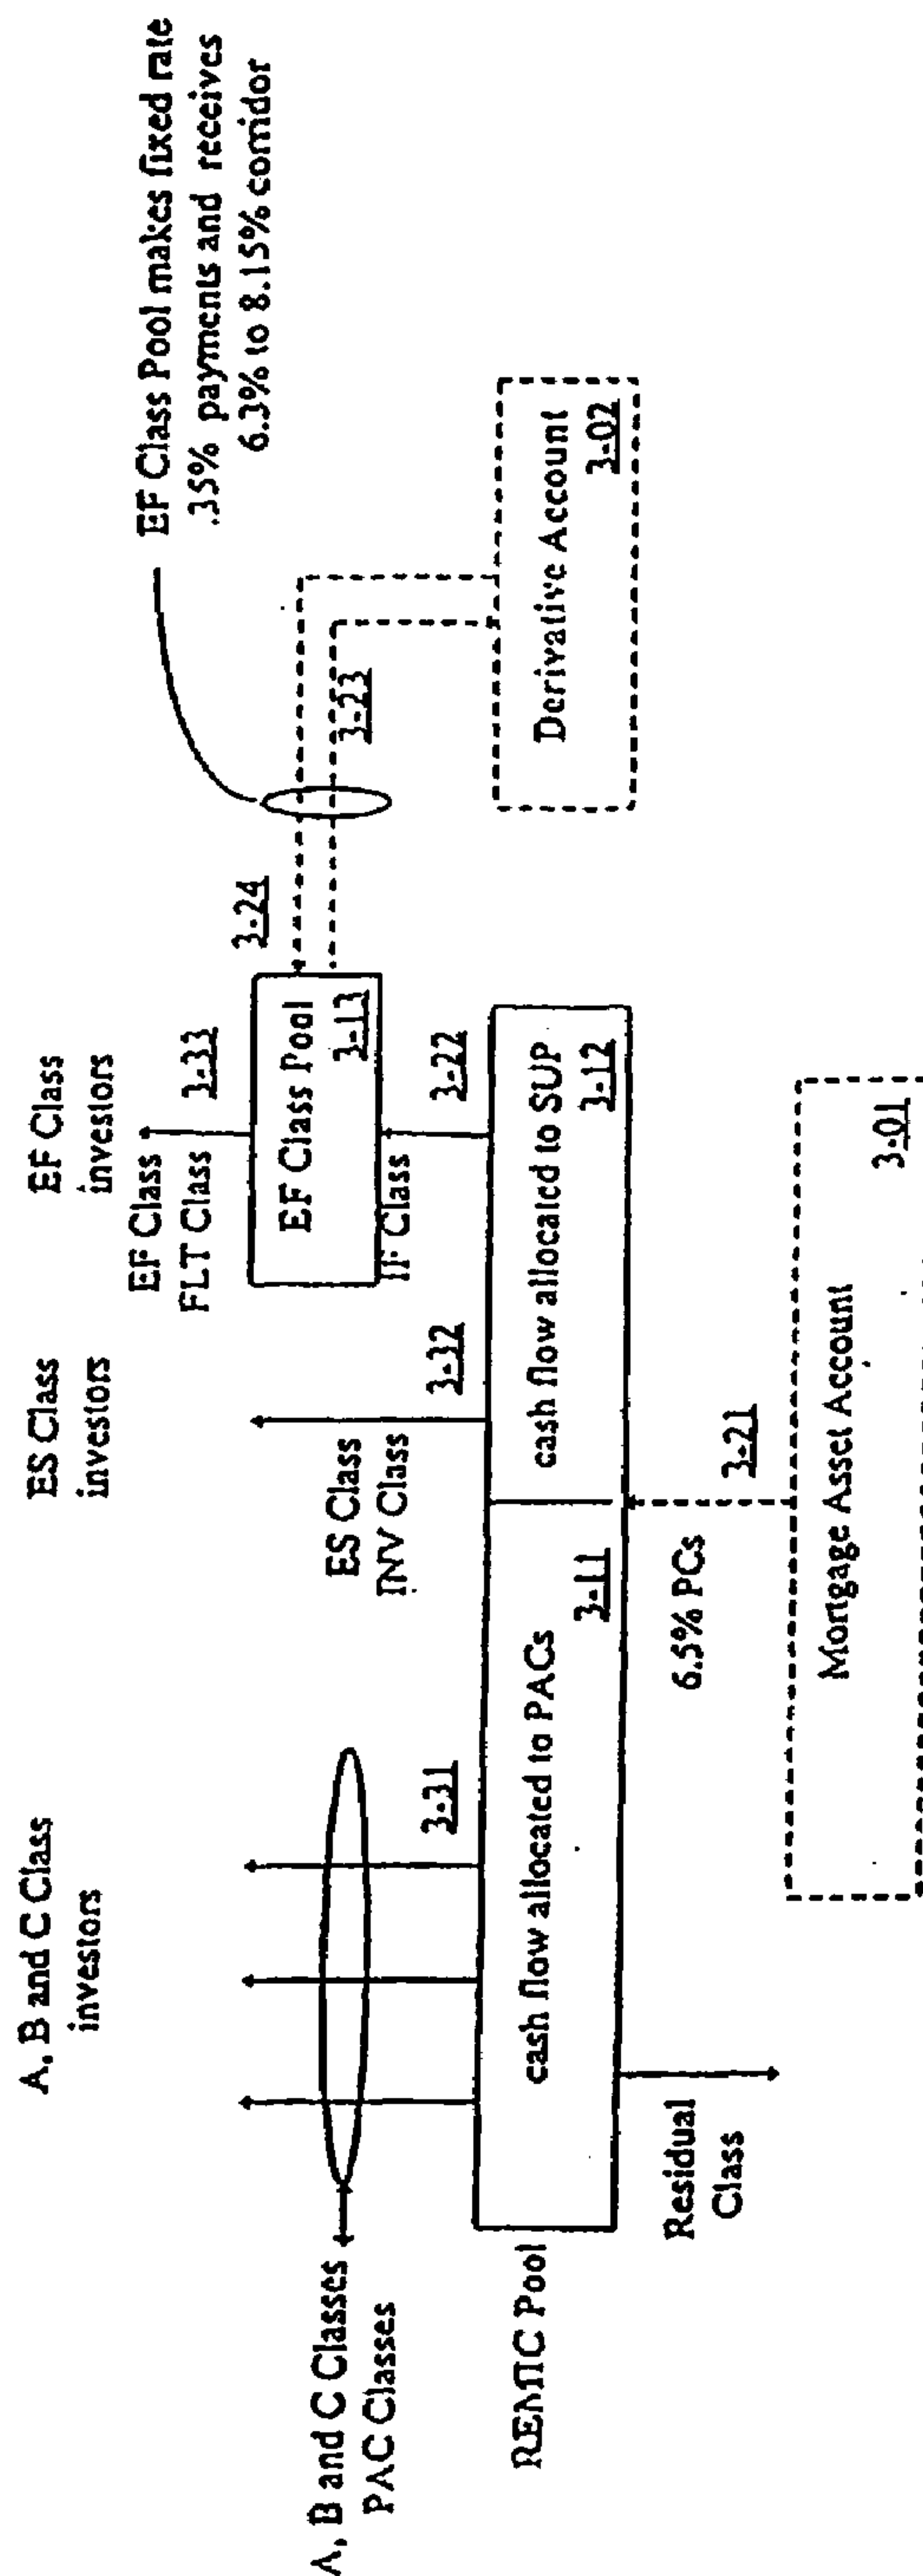 A, B and C Class
investors
ES Class
investors
EF Class
investors
EF Class Pool makes fixed rate
.35% payments and receives
6.3% to 8.15% corridor
A, B and C Classes
PAC Classes
3-31
ES Class
INV Class
3-32
EF Class
FLT Class
3-33
3-24
EF Class Pool
3-13
3-23
IF Class
3-22
REMIC Pool
cash flow allocated to PACs
3-11
cash flow allocated to SUP
3-12
Derivative Account
3-02
Residual
Class
6.5% PCs
3-21
Mortgage Asset Account
3-01